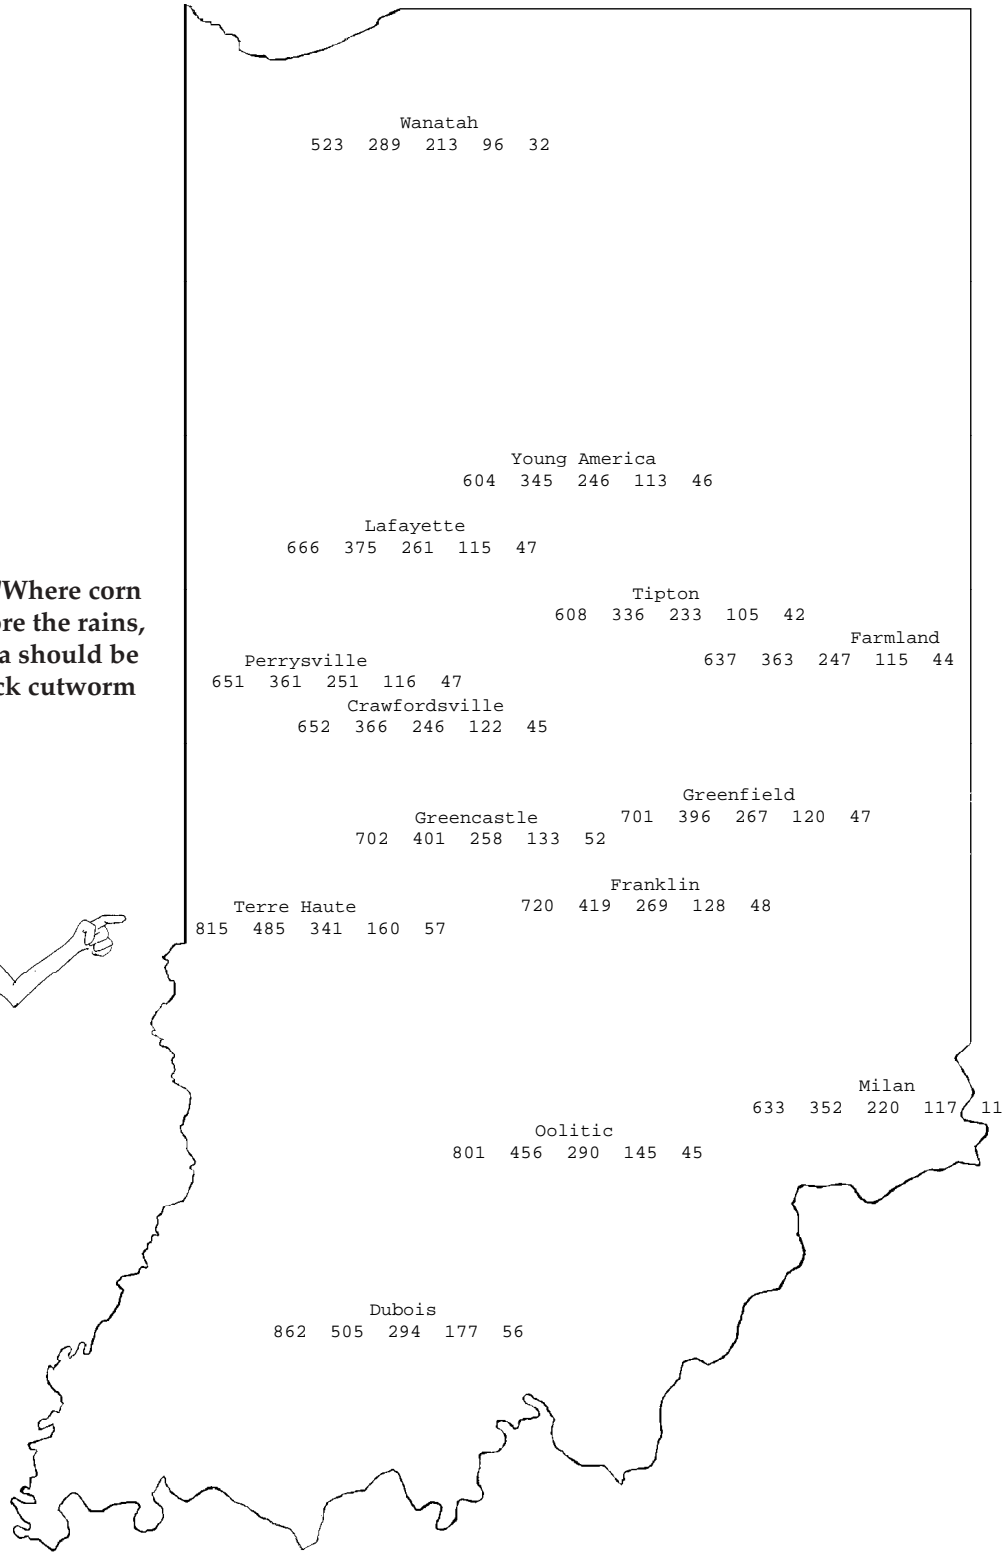 Wanatah
523 289 213 96 32
Young America
604 345 246 113 46
Lafayette
666 375 261 115 47
"Where corn
ore the rains,
a should be
ck cutworm
Tipton
608 336 233 105 42
Farmland
637 363 247 115 44
Perrysville
651 361 251 116 47
Crawfordsville
652 366 246 122 45
Greenfield
701 396 267 120 47
Greencastle
702 401 258 133 52
Franklin
720 419 269 128 48
Terre Haute
815 485 341 160 57
Milan
633 352 220 117 11
Oolitic
801 456 290 145 45
Dubois
862 505 294 177 56